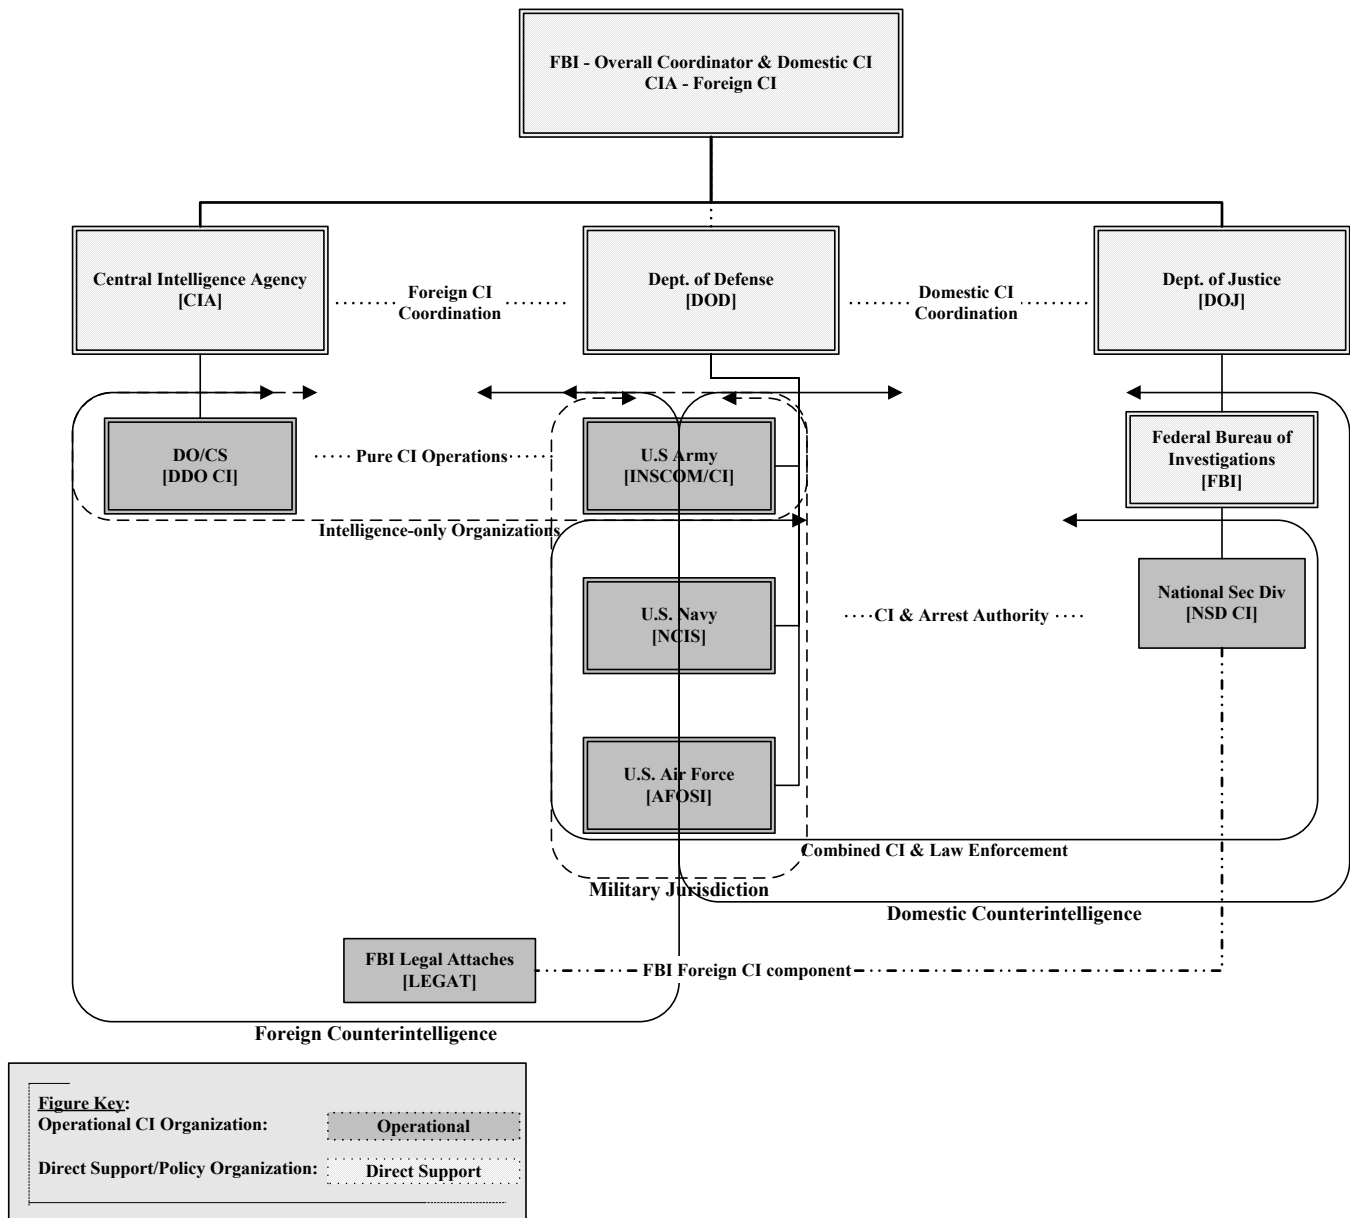 FBI - Overall Coordinator & Domestic CI
CIA - Foreign CI
Central Intelligence Agency
[CIA]
Foreign CI
Coordination
Dept. of Defense
[DOD]
Domestic CI
Coordination
Dept. of Justice
[DOJ]
DO/CS
[DDO CI]
Pure CI Operations
U.S Army
[INSCOM/CI]
Federal Bureau of
Investigations
[FBI]
Intelligence-only Organizations
U.S. Navy
[NCIS]
CI & Arrest Authority
National Sec Div
[NSD CI]
U.S. Air Force
[AFOSI]
Combined CI & Law Enforcement
Military Jurisdiction
Domestic Counterintelligence
FBI Legal Attaches
[LEGAT]
FBI Foreign CI component
Foreign Counterintelligence
Figure Key:
Operational CI Organization:
Operational
Direct Support/Policy Organization:
Direct Support